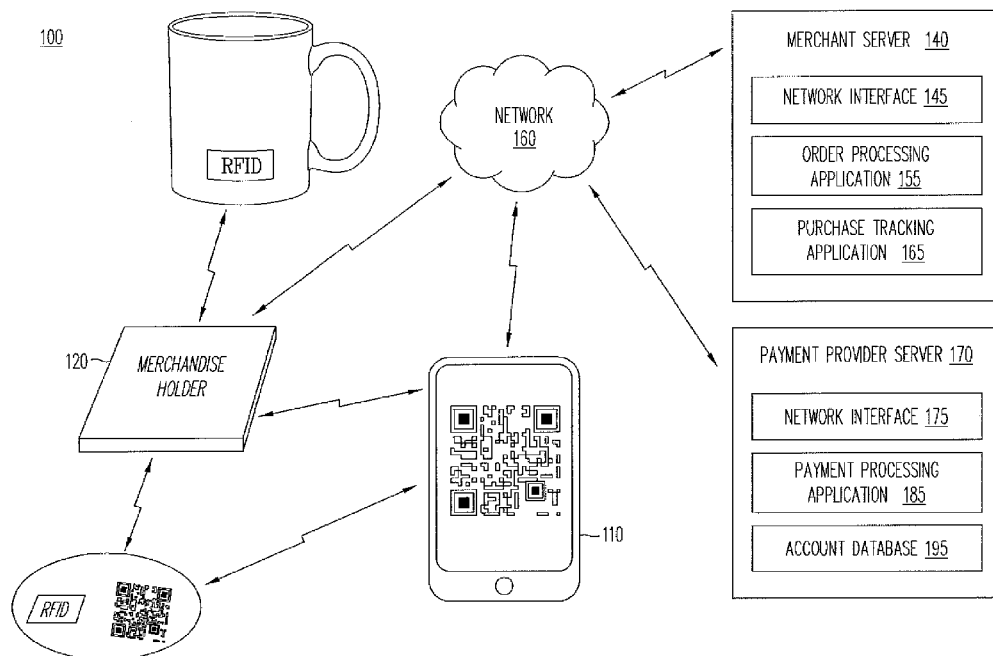 100
RFID
NETWORK
160
MERCHANT SERVER 140
NETWORK INTERFACE 145
ORDER PROCESSING
APPLICATION 155
PURCHASE TRACKING
APPLICATION 165
120
MERCHANDISE
HOLDER
110
RFID
PAYMENT PROVIDER SERVER 170
NETWORK INTERFACE 175
PAYMENT PROCESSING
APPLICATION 185
ACCOUNT DATABASE 195